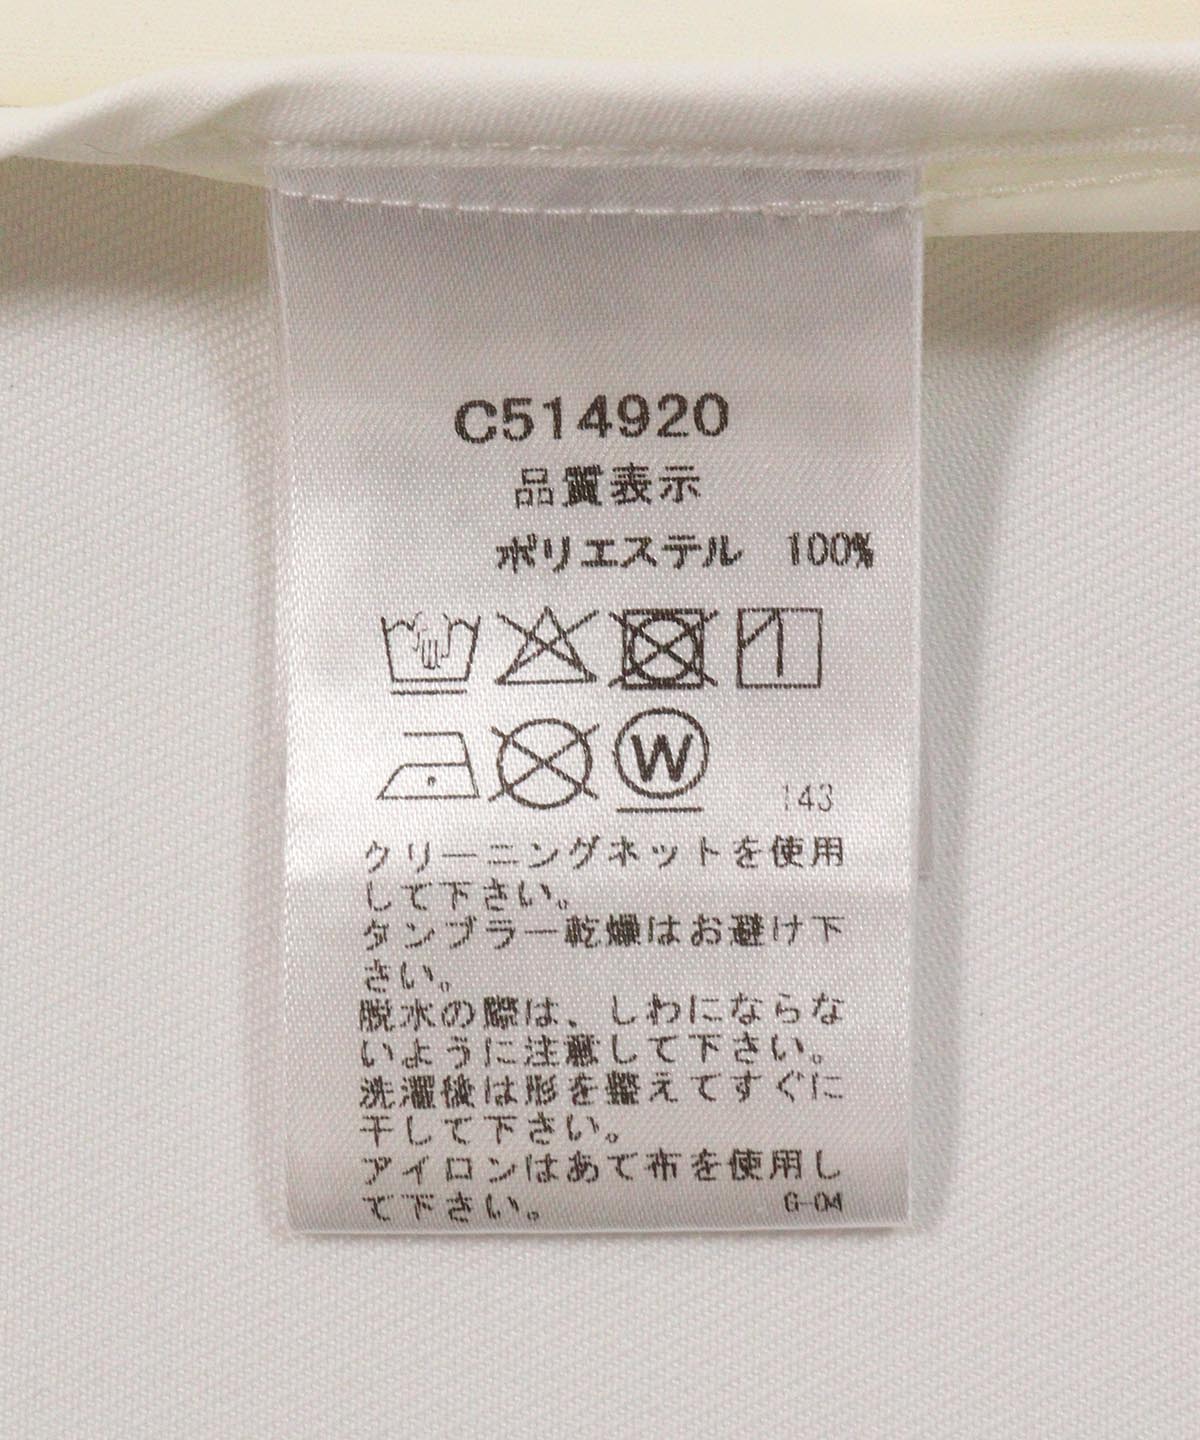 C514920
品質表示
ポリエステル 100%
W
143
クリーニングネットを使用
して下さい。
タンブラー乾燥はお避け下
さい。
脱水の際は、しわにならな
いように注意して下さい。
洗濯後は形を整えてすぐに
干して下さい。
アイロンはあて布を使用し
て下さい。 G-04